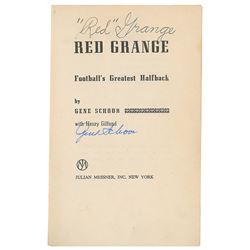 "Red" Grange
RED GRANGE
Football's Greatest Halfback
by
GENE SCHOOR
with Henry Gilfond
Gene Schoor
JULIAN MESSNER, INC. NEW YORK